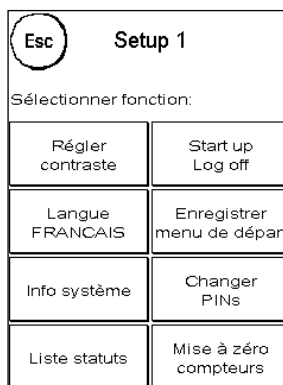 Esc Setup 1
Sélectionner fonction:
Régler
contraste
Start up
Log off
Langue
FRANCAIS
Enregistrer
menu de dépar
Info système
Changer
PINs
Liste statuts
Mise à zéro
compteurs